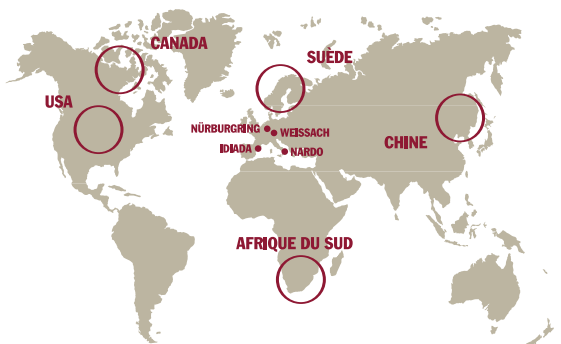 CANADA
SUÈDE
USA
NÜRBURGRING
WEISSACH
CHINE
IDIADA
NARDO
AFRIQUE DU SUD